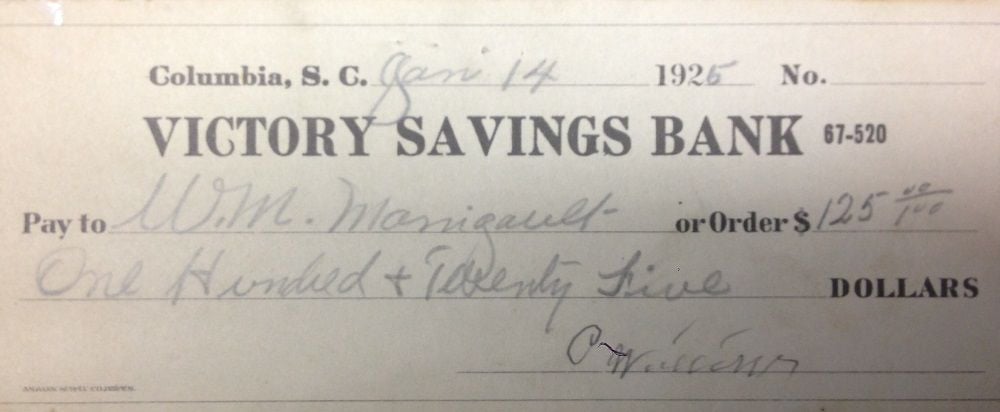 Columbia, S. C. Jan 14 1925 No.
VICTORY SAVINGS BANK 67-520
Pay to W. M. Manigault or Order $ 125 00/100
One Hundred + Twenty Five DOLLARS